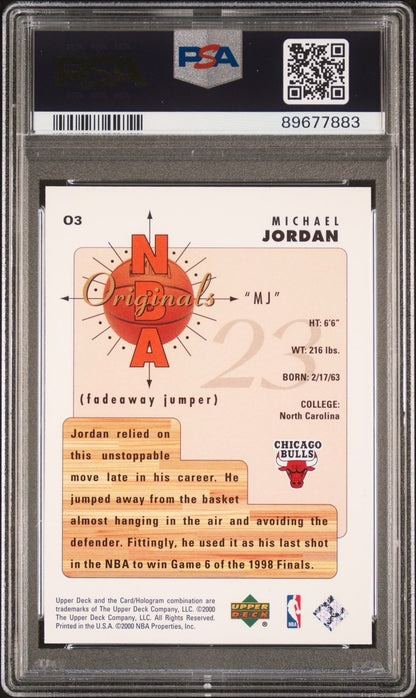 PSA
89677883
03
MICHAEL
JORDAN
NBA
Originals
"MJ"
23
HT: 6'6"
WT: 216 lbs.
BORN: 2/17/63
COLLEGE:
North Carolina
(fadeaway jumper)
CHICAGO
BULLS
Jordan relied on
this unstoppable
move late in his career. He
jumped away from the basket
almost hanging in the air and avoiding the
defender. Fittingly, he used it as his last shot
in the NBA to win Game 6 of the 1998 Finals.
Upper Deck and the Card/Hologram combination are
trademarks of The Upper Deck Company, LLC. ©2000
The Upper Deck Company, LLC. All Rights Reserved.
Printed in the U.S.A. ©2000 NBA Properties, Inc.
UPPER
DECK
NBA